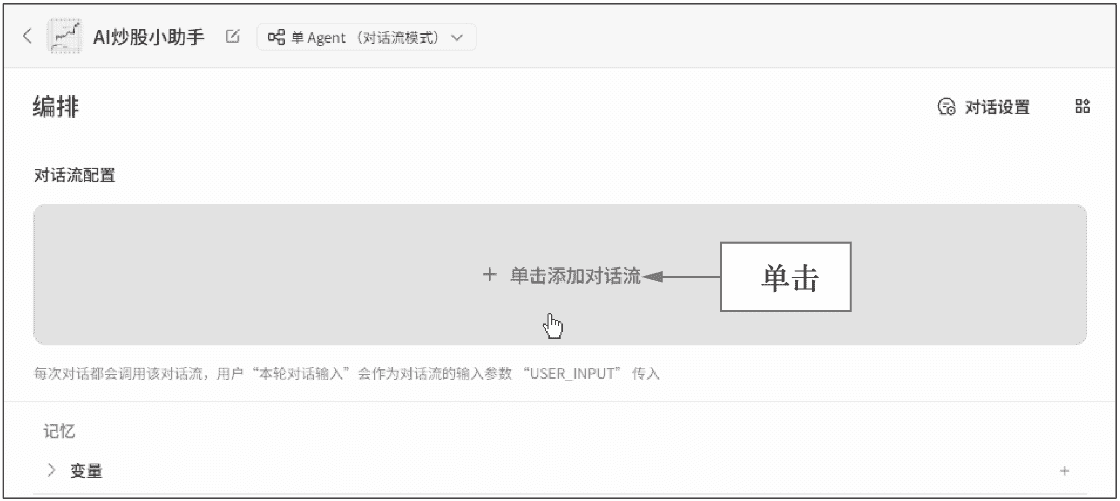 AI炒股小助手 单 Agent （对话流模式）
编排 对话设置
对话流配置
+ 单击添加对话流 单击
每次对话都会调用该对话流，用户“本轮对话输入”会作为对话流的输入参数 “USER_INPUT” 传入
记忆
变量 +